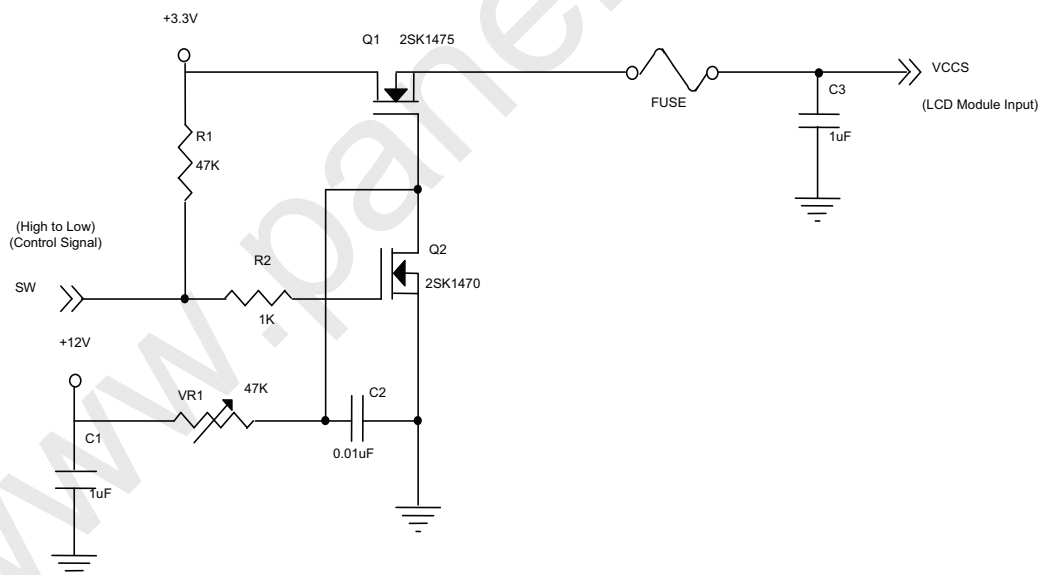 +3.3V
Q1 2SK1475
VCCS
FUSE
C3
(LCD Module Input)
R1
1uF
47K
(High to Low)
(Control Signal)
R2
Q2
SW
2SK1470
1K
+12V
VR1
47K
C2
C1
0.01uF
1uF
www.pane